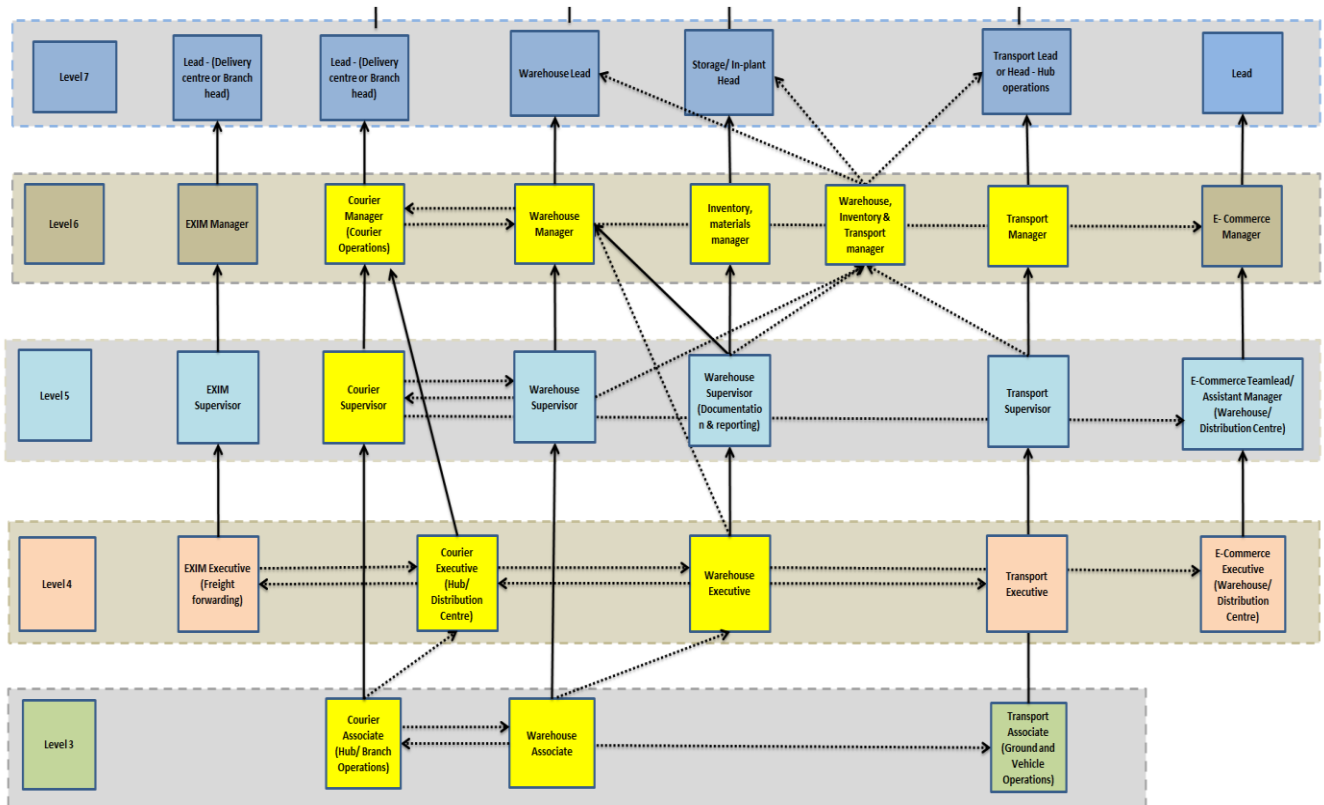 Level 7
Lead - (Delivery
centre or Branch
head)
Lead - (Delivery
centre or Branch
head)
Warehouse Lead
Storage/ In-plant
Head
Transport Lead
or Head - Hub
operations
Lead
Level 6
EXIM Manager
Courier
Manager
(Courier
Operations)
Warehouse
Manager
Inventory,
materials
manager
Warehouse,
Inventory &
Transport
manager
Transport
Manager
E- Commerce
Manager
Level 5
EXIM
Supervisor
Courier
Supervisor
Warehouse
Supervisor
Warehouse
Supervisor
(Documentatio
n & reporting)
Transport
Supervisor
E-Commerce Teamlead/
Assistant Manager
(Warehouse/
Distribution Centre)
Level 4
EXIM Executive
(Freight
forwarding)
Courier
Executive
(Hub/
Distribution
Centre)
Warehouse
Executive
Transport
Executive
E-Commerce
Executive
(Warehouse/
Distribution
Centre)
Level 3
Courier
Associate
(Hub/ Branch
Operations)
Warehouse
Associate
Transport
Associate
(Ground and
Vehicle
Operations)